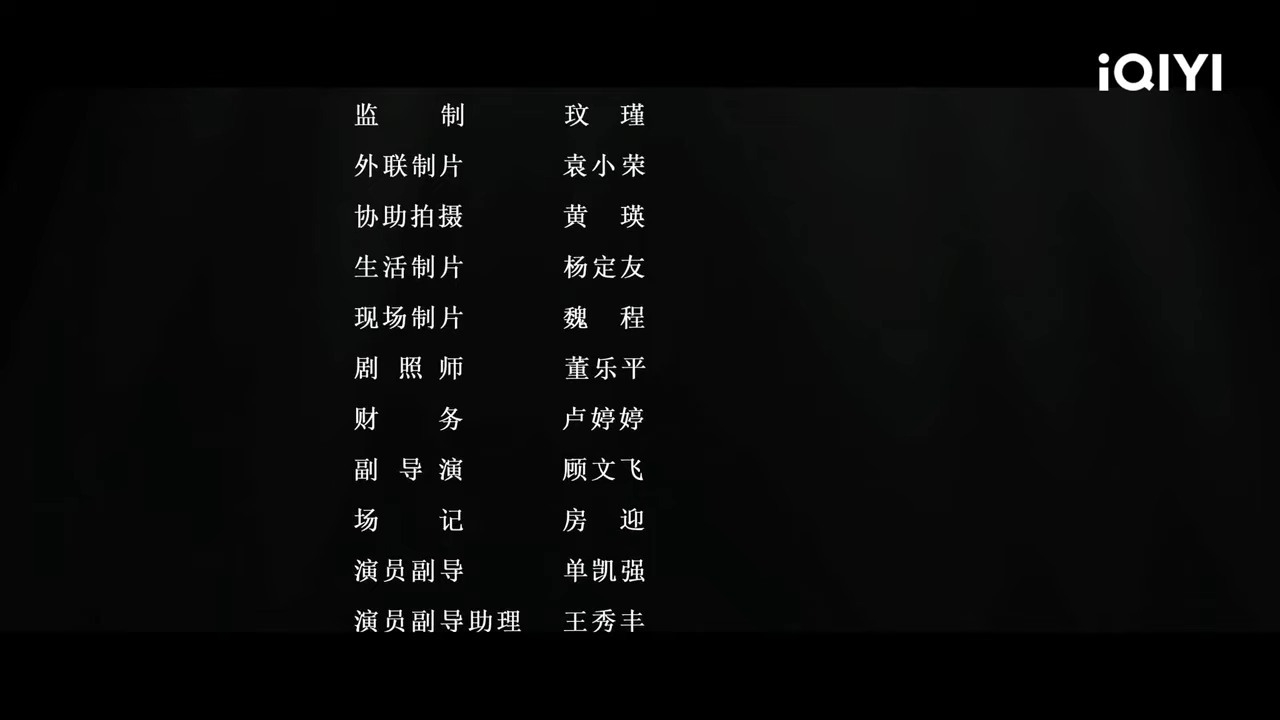 iQIYI
监 制 玟 瑾
外联制片 袁小荣
协助拍摄 黄 瑛
生活制片 杨定友
现场制片 魏 程
剧照师 董乐平
财 务 卢婷婷
副导演 顾文飞
场 记 房 迎
演员副导 单凯强
演员副导助理 王秀丰